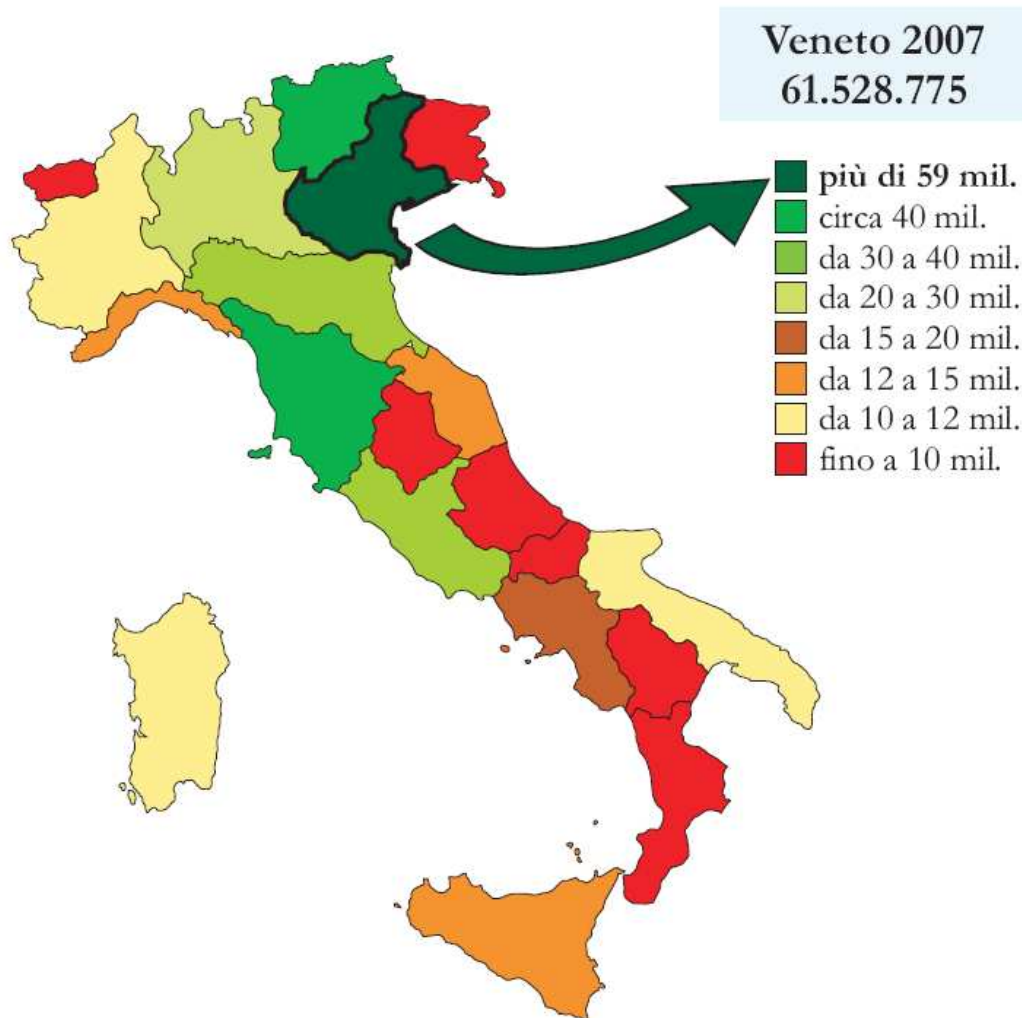 Veneto 2007
61.528.775
più di 59 mil.
circa 40 mil.
da 30 a 40 mil.
da 20 a 30 mil.
da 15 a 20 mil.
da 12 a 15 mil.
da 10 a 12 mil.
fino a 10 mil.